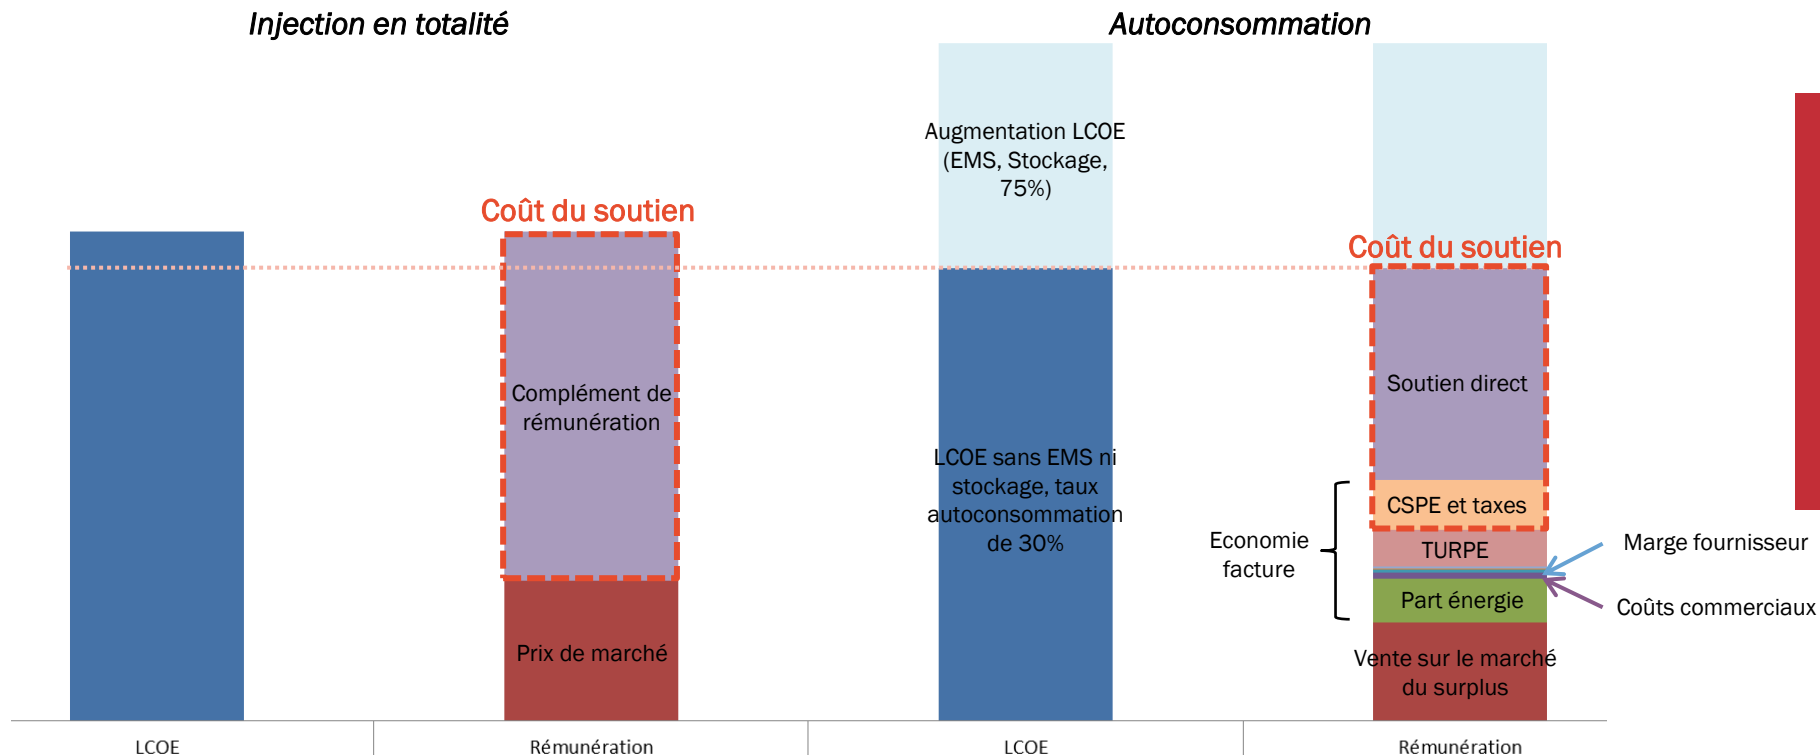 Injection en totalité
Autoconsommation
Augmentation LCOE
(EMS, Stockage,
75%)
Coût du soutien
Coût du soutien
Complément de
rémunération
Soutien direct
LCOE sans EMS ni
stockage, taux
autoconsommation
de 30%
CSPE et taxes
Economie
facture
TURPE
Marge fournisseur
Part énergie
Coûts commerciaux
Prix de marché
Vente sur le marché
du surplus
LCOE
Rémunération
LCOE
Rémunération